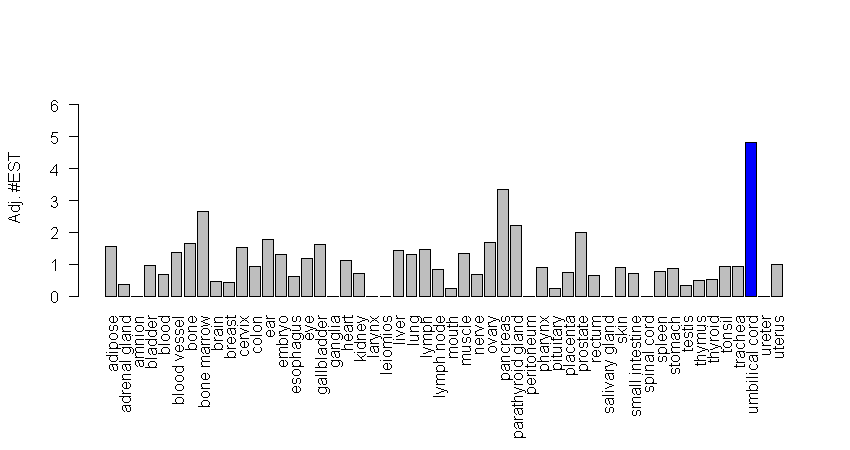 Adj. #EST
6
5
4
3
2
1
0
adipose
adrenal gland
amnion
bladder
blood
blood vessel
bone
bone marrow
brain
breast
cervix
colon
ear
embryo
esophagus
eye
gallbladder
ganglia
heart
kidney
larynx
leiomios
liver
lung
lymph
lymph node
mouth
muscle
nerve
ovary
pancreas
parathyroid gland
peritoneum
pharynx
pituitary
placenta
prostate
rectum
salivary gland
skin
small intestine
spinal cord
spleen
stomach
testis
thymus
thyroid
tonsil
trachea
umbilical cord
ureter
uterus